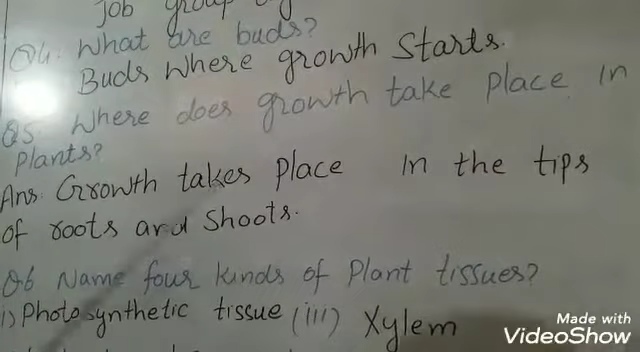 job group
Q4. What are buds?
Buds where growth starts.
Q5 Where does growth take place in
plants?
Ans. Growth takes place in the tips
of roots and shoots.
Q6 Name four kinds of Plant tissues?
i) Photosynthetic tissue (iii) Xylem
Made with
VideoShow